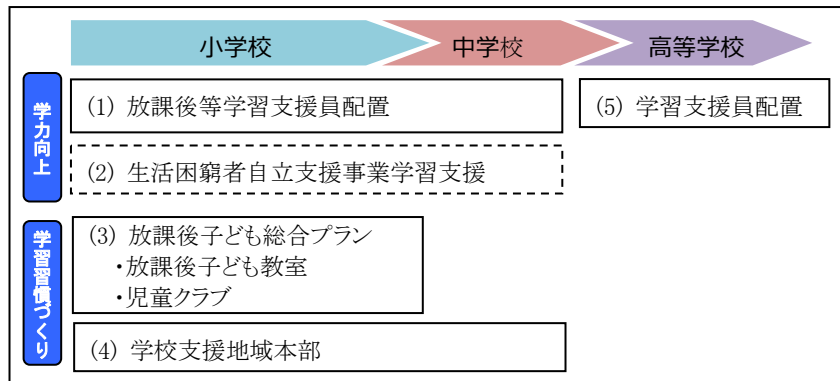 小学校
中学校
高等学校
学力向上
(1) 放課後等学習支援員配置
(5) 学習支援員配置
(2) 生活困窮者自立支援事業学習支援
学習習慣づくり
(3) 放課後子ども総合プラン
・放課後子ども教室
・児童クラブ
(4) 学校支援地域本部